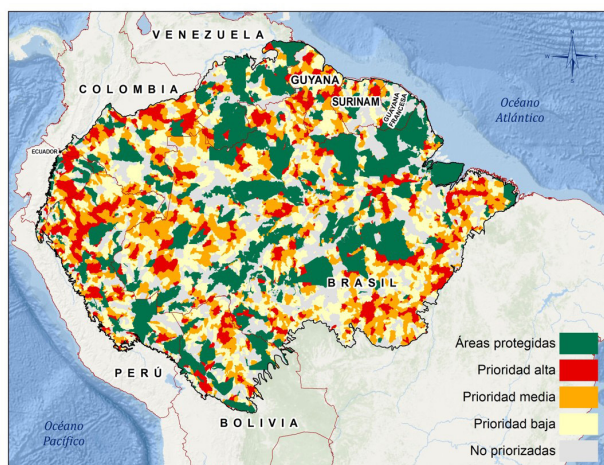 VENEZUELA
COLOMBIA
GUYANA
SURINAM
GUAYANA
FRANCESA
Océano
Atlántico
ECUADOR
BRASIL
PERÚ
BOLIVIA
Océano
Pacífico
Áreas protegidas
Prioridad alta
Prioridad media
Prioridad baja
No priorizadas